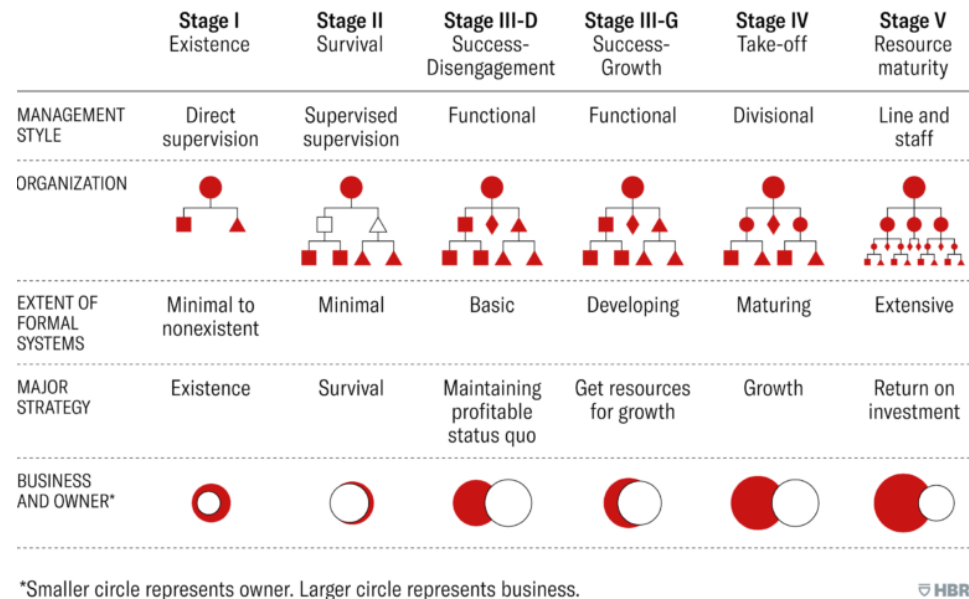 Stage I
Existence
Stage II
Survival
Stage III-D
Success-
Disengagement
Stage III-G
Success-
Growth
Stage IV
Take-off
Stage V
Resource
maturity
MANAGEMENT
STYLE
Direct
supervision
Supervised
supervision
Functional
Functional
Divisional
Line and
staff
ORGANIZATION
EXTENT OF
FORMAL
SYSTEMS
Minimal to
nonexistent
Minimal
Basic
Developing
Maturing
Extensive
MAJOR
STRATEGY
Existence
Survival
Maintaining
profitable
status quo
Get resources
for growth
Growth
Return on
investment
BUSINESS
AND OWNER*
*Smaller circle represents owner. Larger circle represents business.
HBR